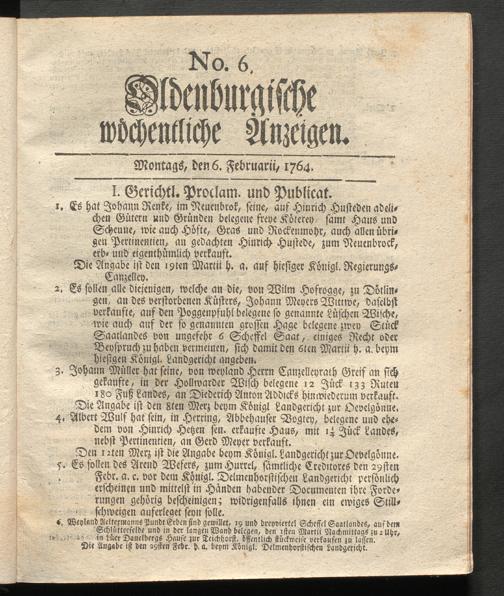 No. 6.
Oldenburgische
wöchentliche Anzeigen.
Montags, den 6. Februarii, 1764.
I. Gerichtl. Proclam. und Publicat.
1. Es hat Johann Renke, im Neuenbrok, seine, auf Hinrich Husteden adeli-
chen Gütern und Gründen belegene freye Köterey samt Haus und
Scheune, wie auch Höfte, Gras und Rockenmohr, auch allen übri-
gen Pertinentien, an gedachten Hinrich Hustede, zum Neuenbrock,
erb- und eigenthümlich verkauft.
Die Angabe ist den 19ten Martii h. a. auf hiesiger Königl. Regierungs-
Canzelley.
2. Es sollen alle diejenigen, welche an die, von Wilm Hofrogge, zu Dötlin-
gen, an des verstorbenen Küsters, Johann Meyers Wittwe, daselbst
verkaufte, auf den Poggenpuhl belegene so genannte Lüschen Wische,
wie auch auf der so genannten grossen Hage belegene zwey Stück
Saatlandes von ungefehr 6 Scheffel Saat, einiges Recht oder
Beyspruch zu haben vermeinen, sich damit den 6ten Martii h. a. beym
hiesigen Königl. Landgericht angeben.
3. Johann Müller hat seine, von weyland Herrn Canzelleyrath Greif an sich
gekaufte, in der Hollwarder Wisch belegene 12 Jück 133 Ruten
180 Fuß Landes, an Diederich Anton Addicks hinwiederum verkauft.
Die Angabe ist den 8ten Merz beym Königl Landgericht zur Ovelgönne.
4. Albert Wulf hat sein, in Herring, Abbehauser Vogtey, belegene und ehe-
dem von Hinrich Hetzen sen. erkaufte Haus, mit 1½ Jück Landes,
nebst Pertinentien, an Gerd Meyer verkauft.
Den 12ten Merz ist die Angabe beym Königl. Landgericht zur Ovelgönne.
5. Es sollen des Arend Wefers, zum Hurrel, sämtliche Creditores den 29sten
Febr. a. c. vor dem Königl. Delmenhorstischen Landgericht persönlich
erscheinen und mittelst in Händen habender Documenten ihre Forde-
rungen gehörig bescheinigen; widrigenfalls ihnen ein ewiges Still-
schweigen auferleget seyn solle.
6. Weyland Aeltermanns Pundt Erben sind gewillet, 19 und dreyviertel Scheffel Saatlandes, auf dem
Schlütterfelde und in der langen Wand belegen, den 1sten Martii Nachmittags zu 2 Uhr,
in Lüer Danelbergs Hause zur Teichhorst, öffentlich stückweise verkaufen zu lassen.
Die Angabe ist den 29sten Febr. h. a. beym Königl. Delmenhorstischen Landgericht.